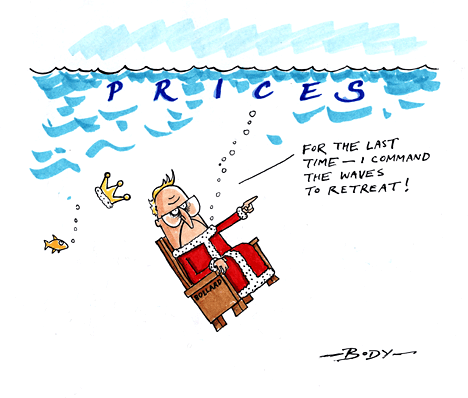 PRICES
FOR THE LAST
TIME — I COMMAND
THE WAVES
TO RETREAT!
BOLLARD
—BODY—